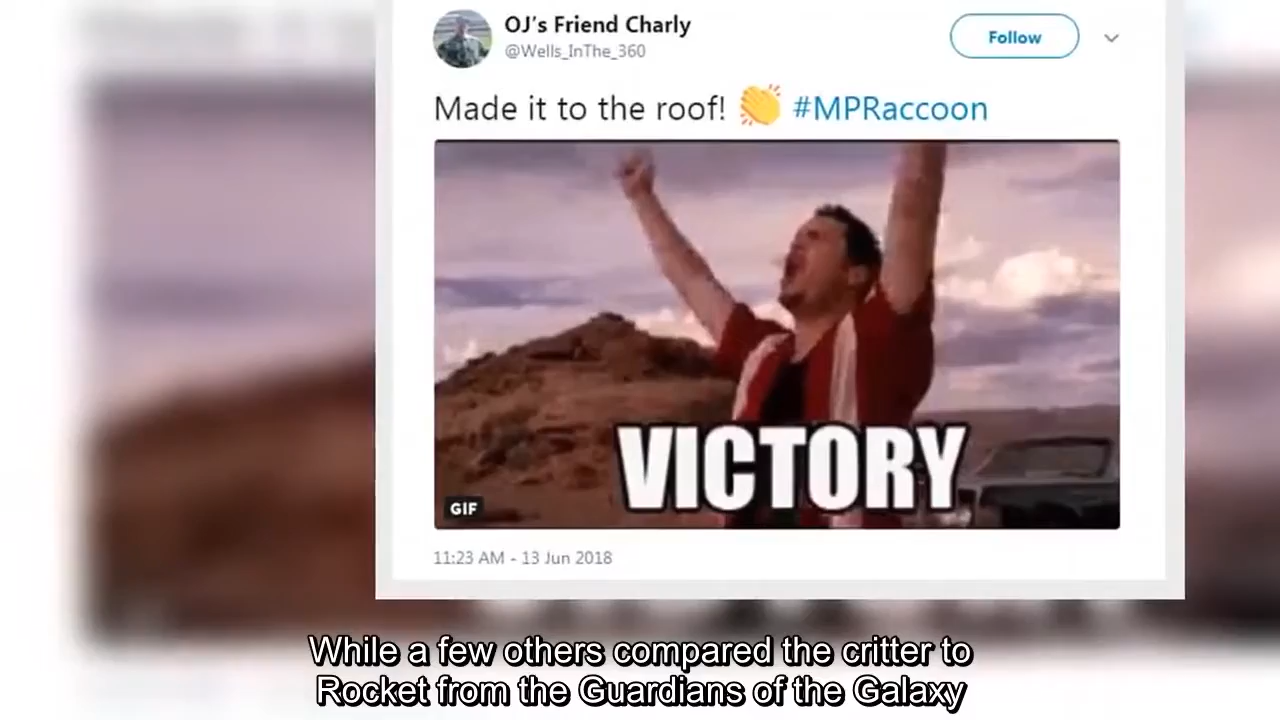 OJ's Friend Charly
@Wells_InThe_360
Follow
Made it to the roof! 👏 #MPRaccoon
VICTORY
GIF
11:23 AM - 13 Jun 2018
While a few others compared the critter to
Rocket from the Guardians of the Galaxy